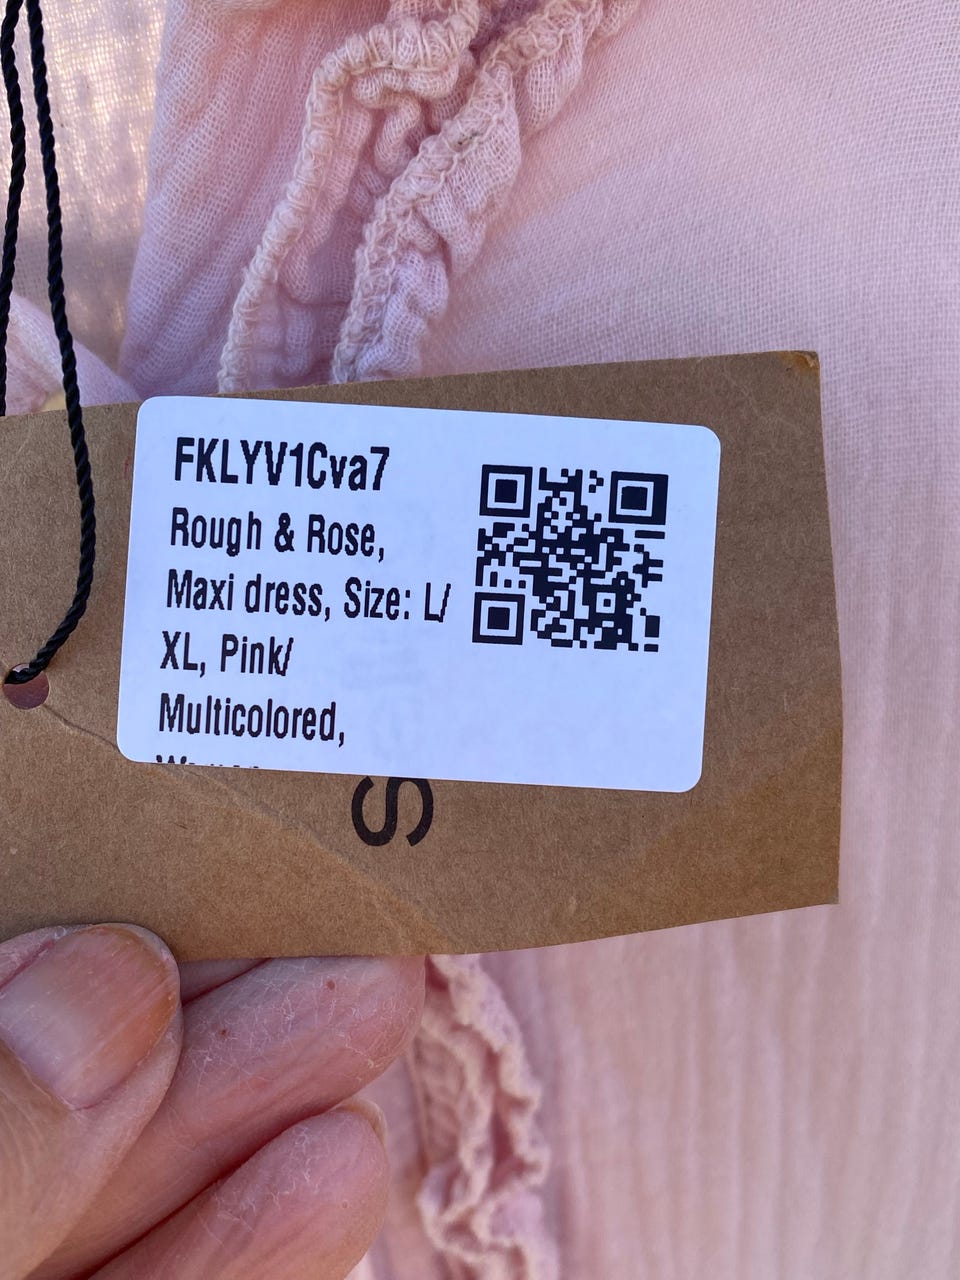 FKLYV1Cva7
Rough & Rose,
Maxi dress, Size: L/
XL, Pink/
Multicolored,
S